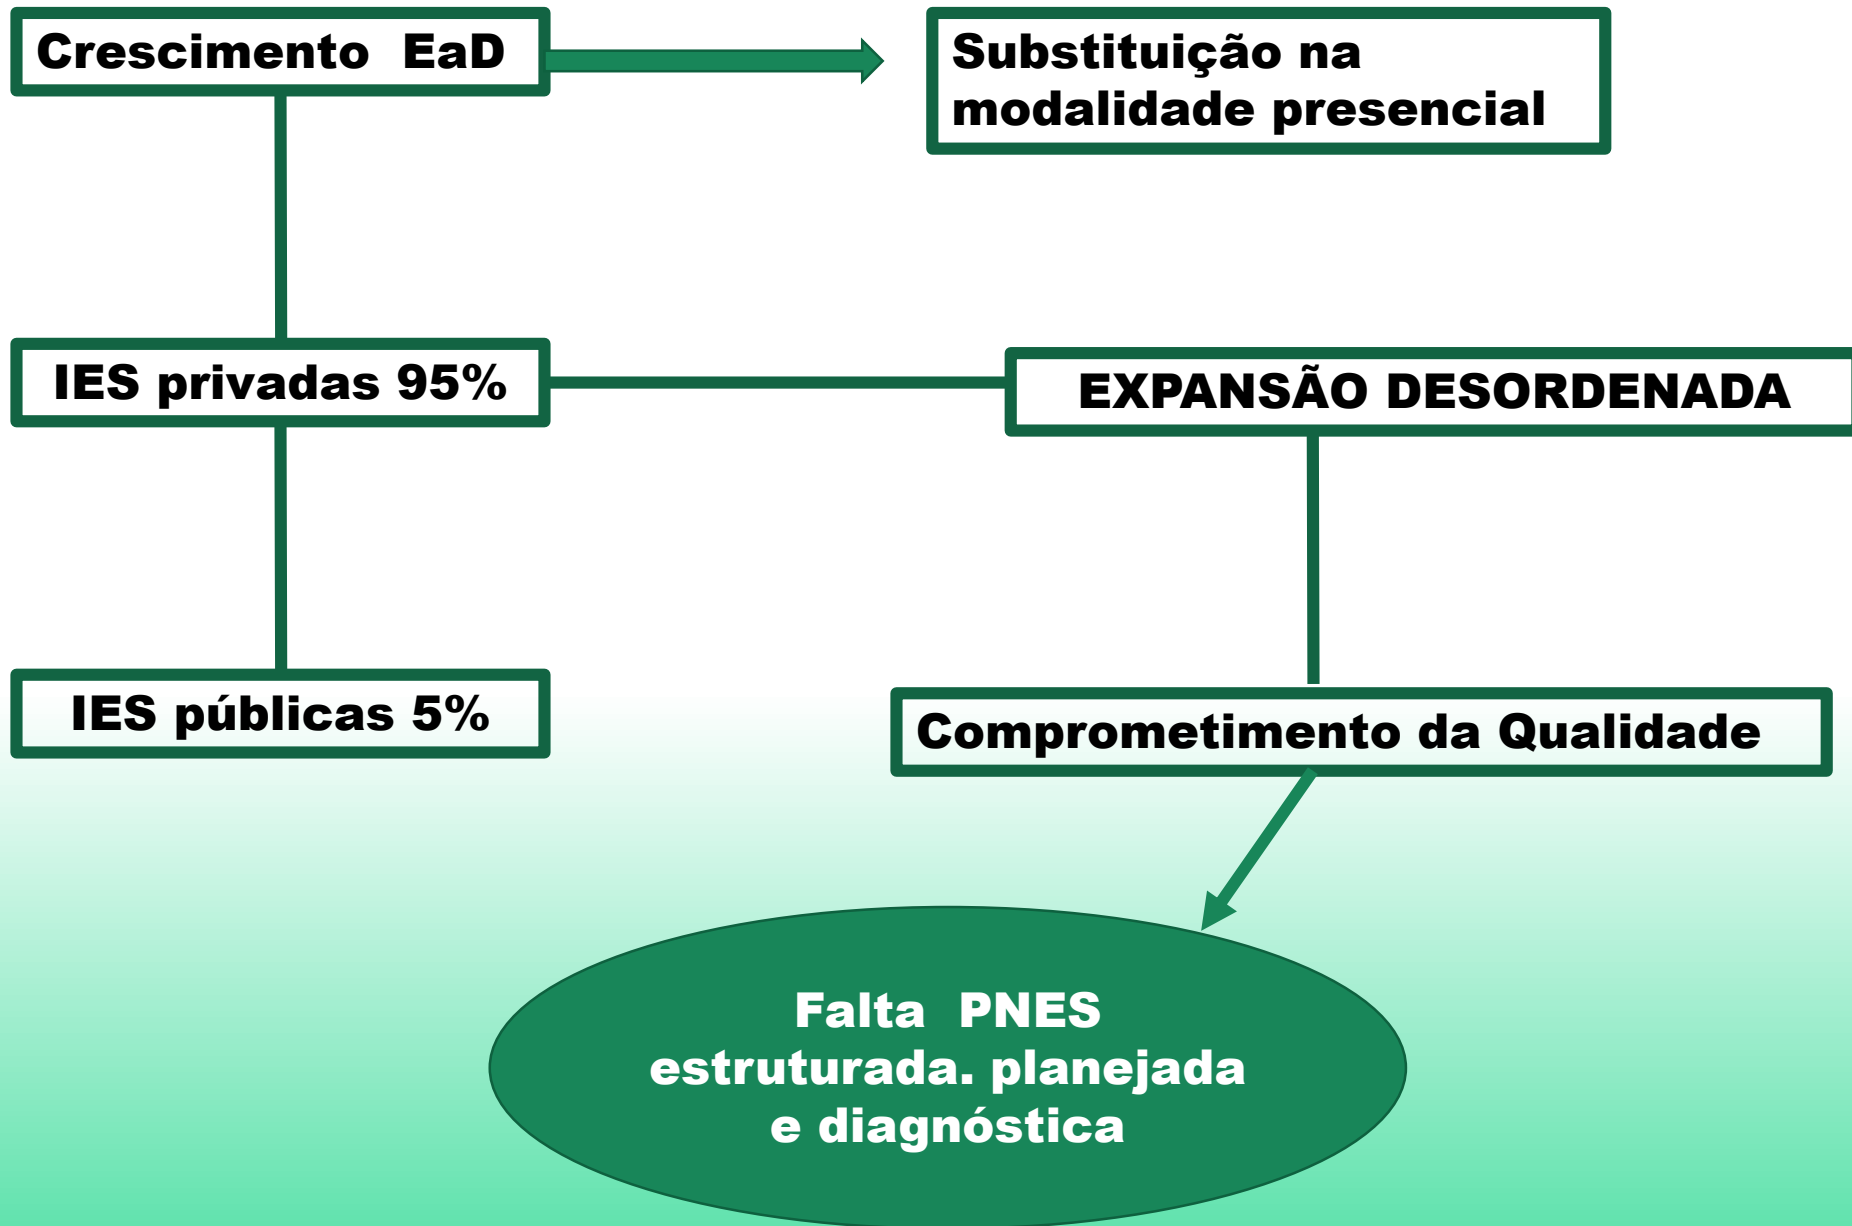 Crescimento EaD
Substituição na
modalidade presencial
IES privadas 95%
EXPANSÃO DESORDENADA
IES públicas 5%
Comprometimento da Qualidade
Falta PNES
estruturada. planejada
e diagnóstica